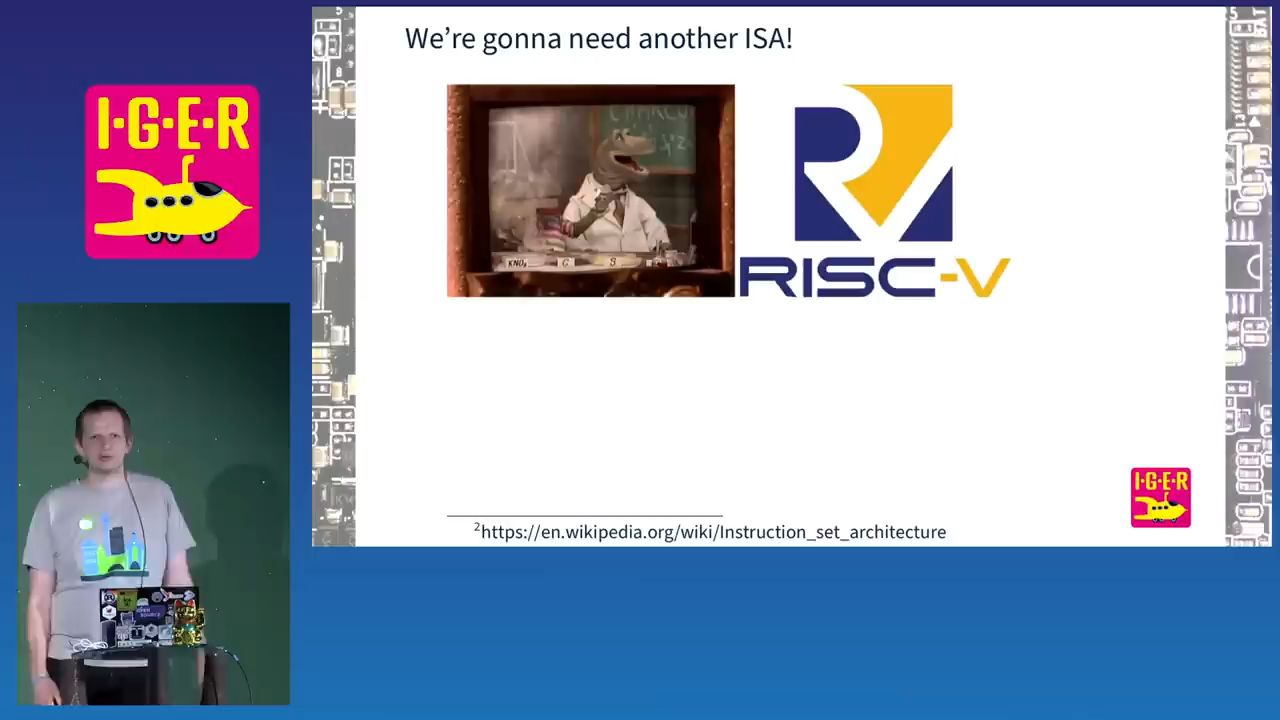 We're gonna need another ISA!
I·G·E·R
RISC-V
I·G·E·R
²https://en.wikipedia.org/wiki/Instruction_set_architecture